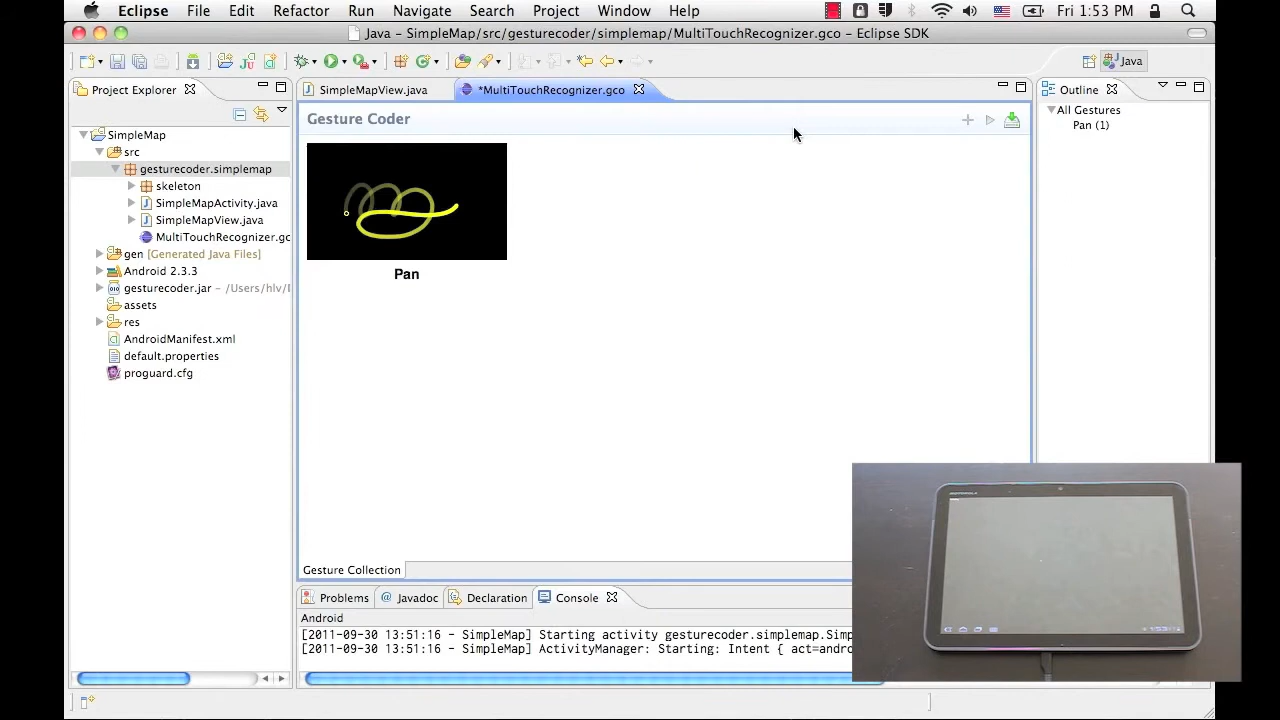 Eclipse File Edit Refactor Run Navigate Search Project Window Help Fri 1:53 PM
Java – SimpleMap/src/gesturecoder/simplemap/MultiTouchRecognizer.gco – Eclipse SDK
Java
Project Explorer
SimpleMapView.java
*MultiTouchRecognizer.gco
Outline
SimpleMap
src
gesturecoder.simplemap
skeleton
SimpleMapActivity.java
SimpleMapView.java
MultiTouchRecognizer.gc
gen [Generated Java Files]
Android 2.3.3
gesturecoder.jar - /Users/hlv/
assets
res
AndroidManifest.xml
default.properties
proguard.cfg
Gesture Coder
Pan
Gesture Collection
All Gestures
Pan (1)
Problems
@ Javadoc
Declaration
Console
Android
[2011-09-30 13:51:16 - SimpleMap] Starting activity gesturecoder.simplemap.Sim
[2011-09-30 13:51:16 - SimpleMap] ActivityManager: Starting: Intent { act=andro